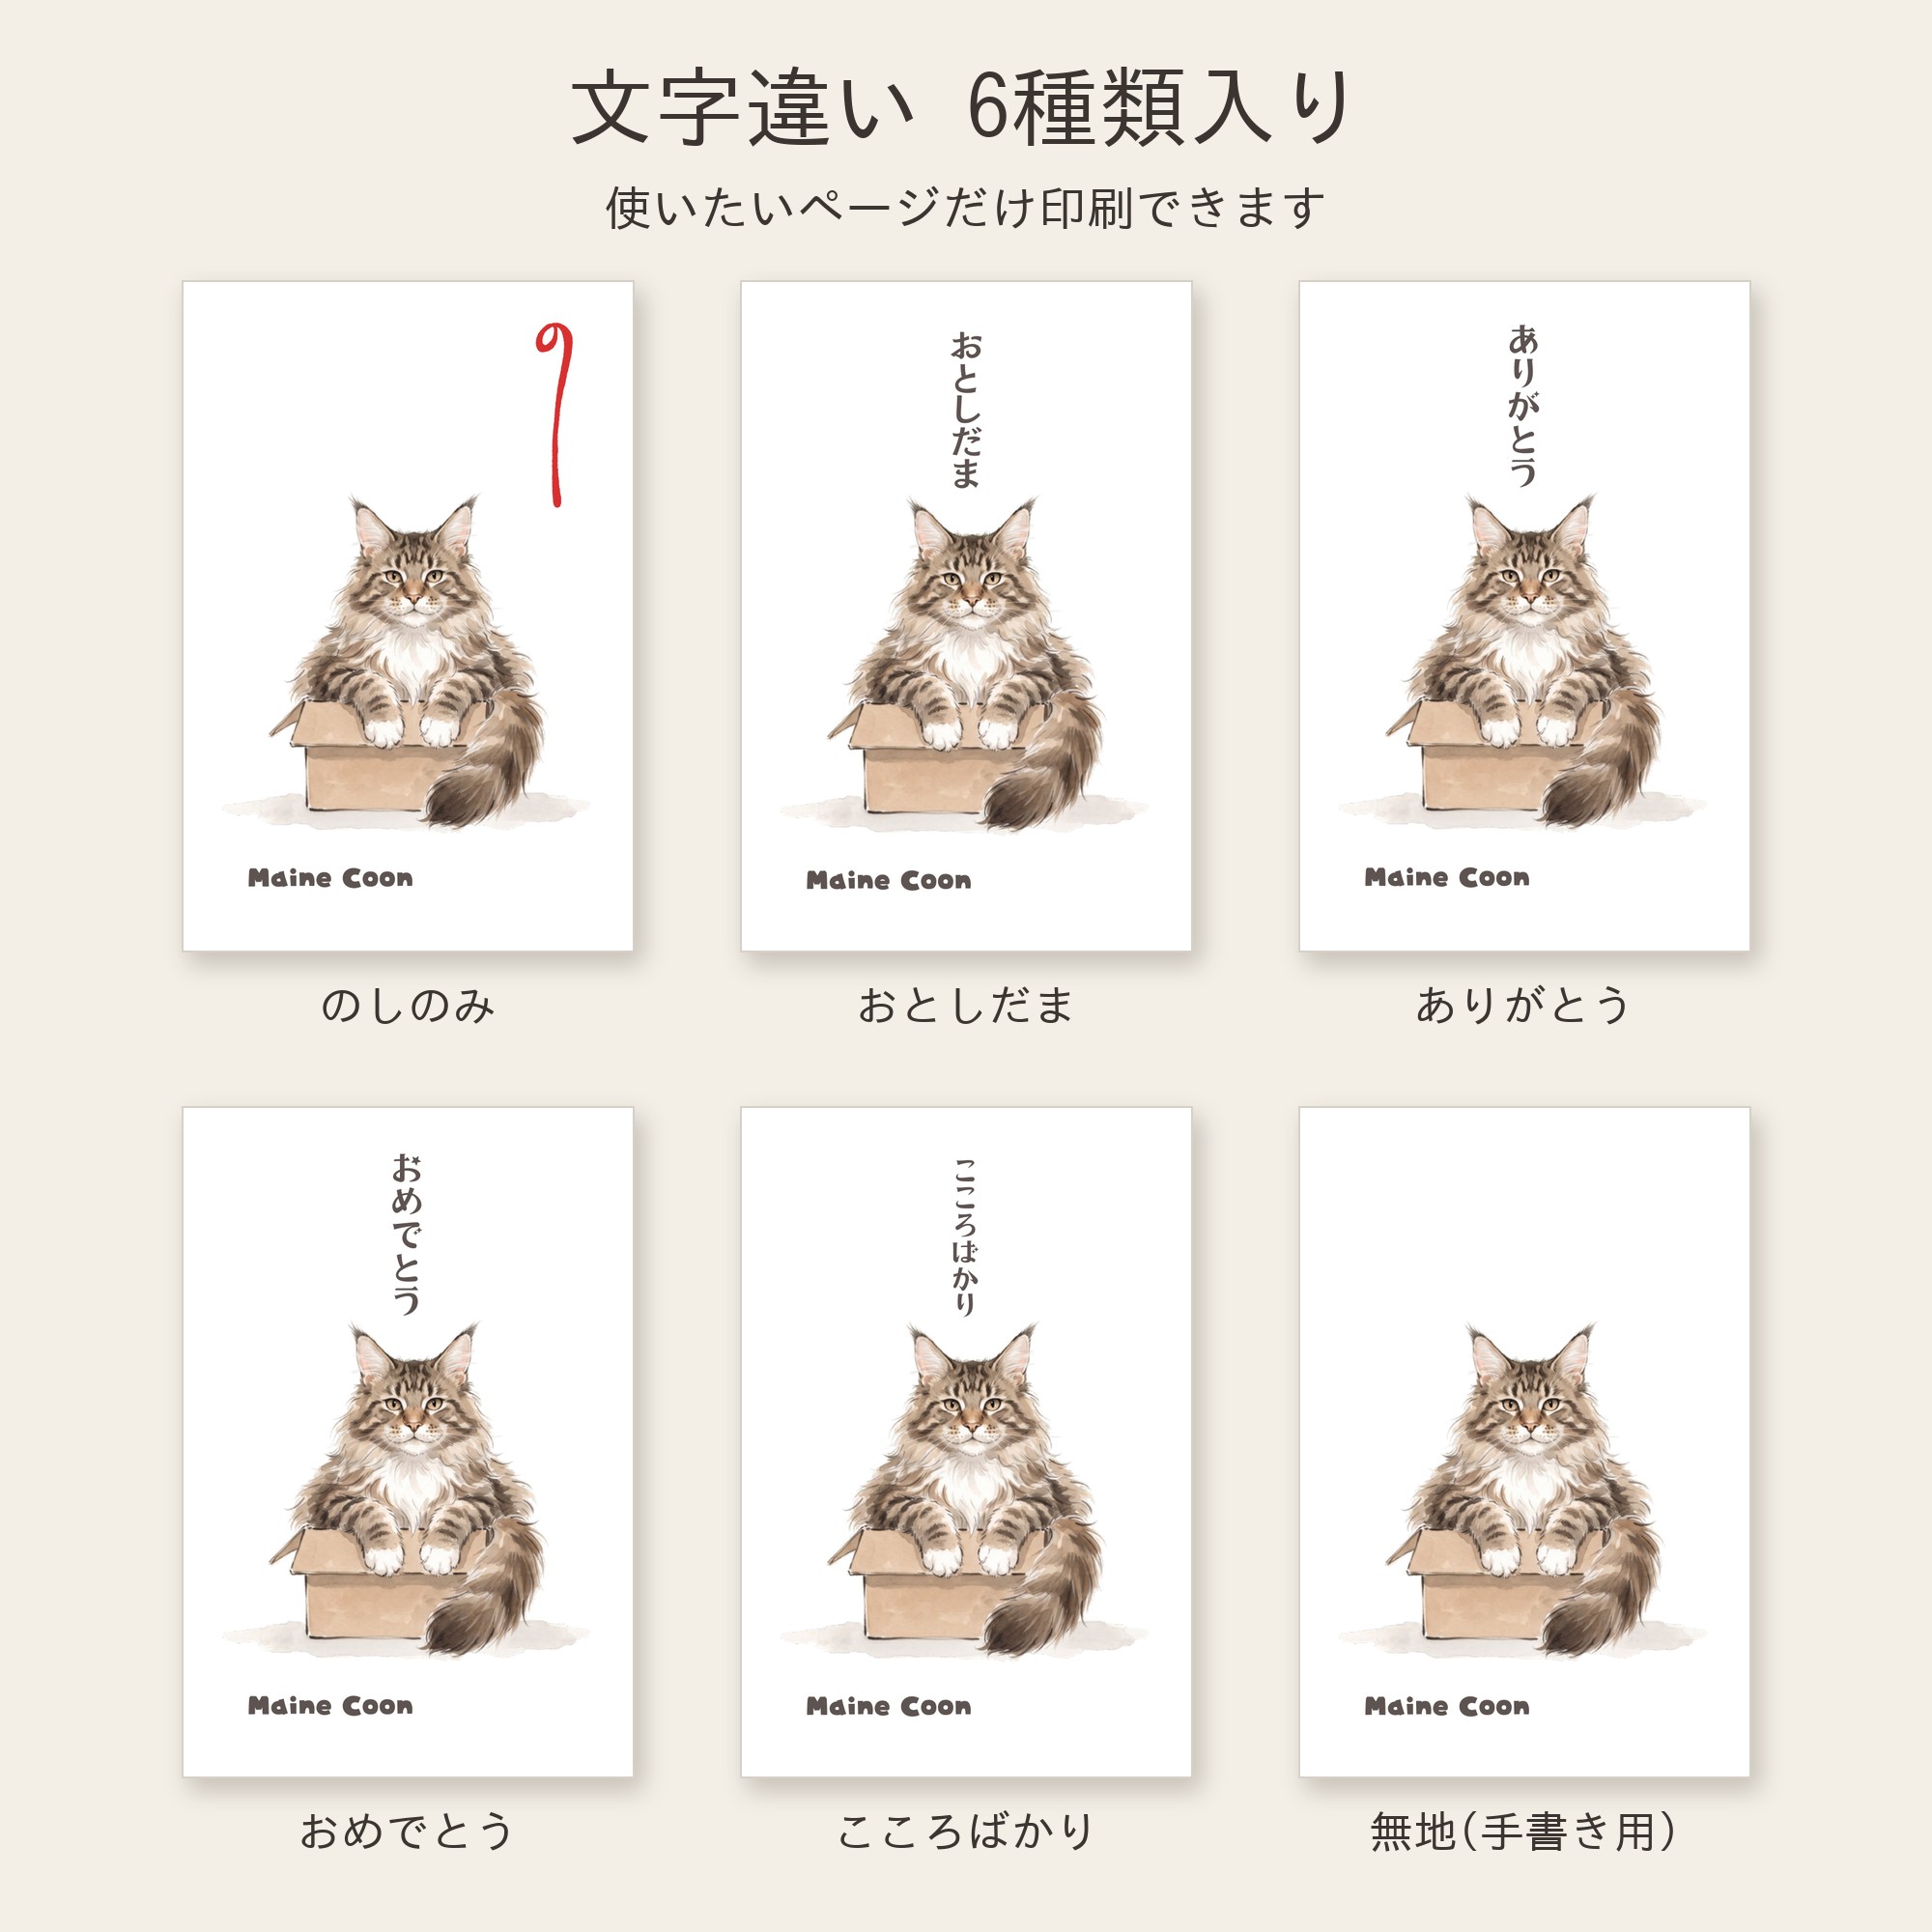 文字違い 6種類入り
使いたいページだけ印刷できます
Maine Coon
のしのみ
おとしだま
Maine Coon
おとしだま
ありがとう
Maine Coon
ありがとう
おめでとう
Maine Coon
おめでとう
こころばかり
Maine Coon
こころばかり
Maine Coon
無地(手書き用)